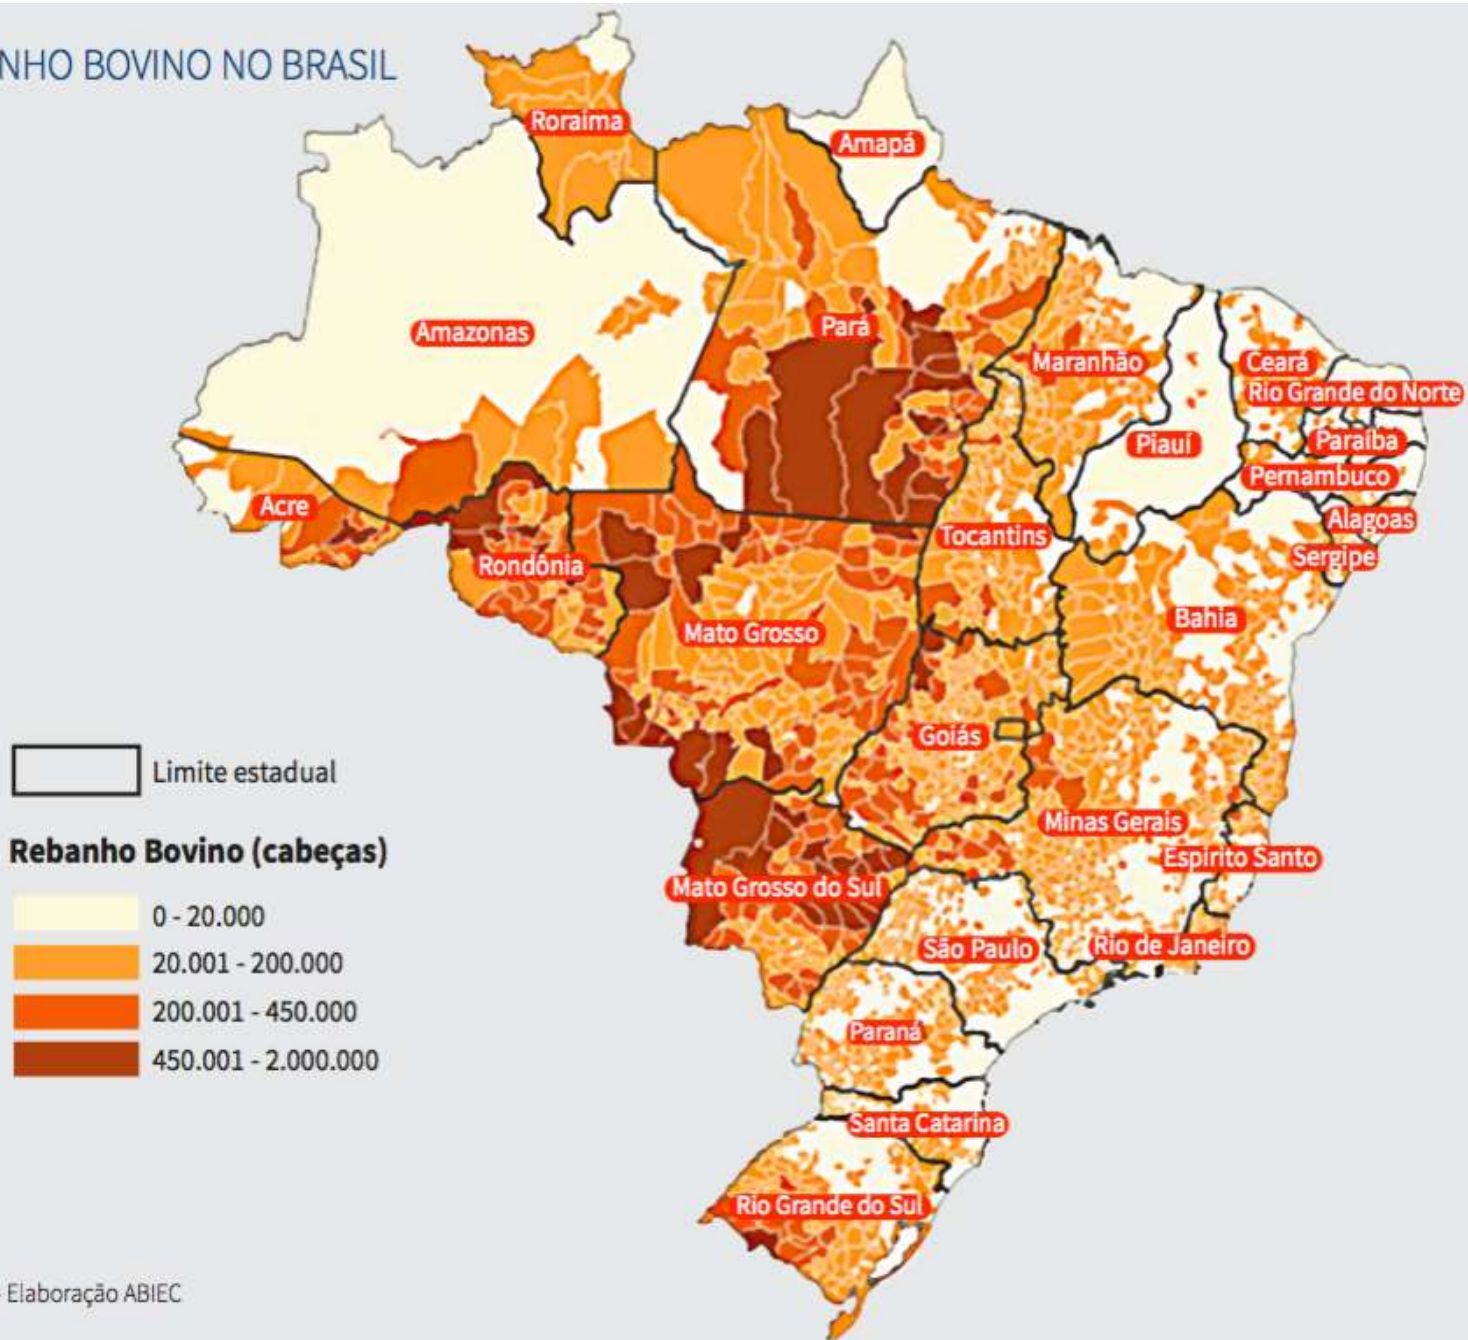 NHO BOVINO NO BRASIL
Roraima
Amapá
Amazonas
Pará
Maranhão
Ceará
Rio Grande do Norte
Piauí
Paraíba
Pernambuco
Acre
Alagoas
Tocantins
Sergipe
Rondônia
Bahia
Mato Grosso
Goiás
Limite estadual
Minas Gerais
Rebanho Bovino (cabeças)
Espirito Santo
Mato Grosso do Sul
0 - 20.000
São Paulo
Rio de Janeiro
20.001 - 200.000
200.001 - 450.000
Paraná
450.001 - 2.000.000
Santa Catarina
Rio Grande do Sul
Elaboração ABIEC